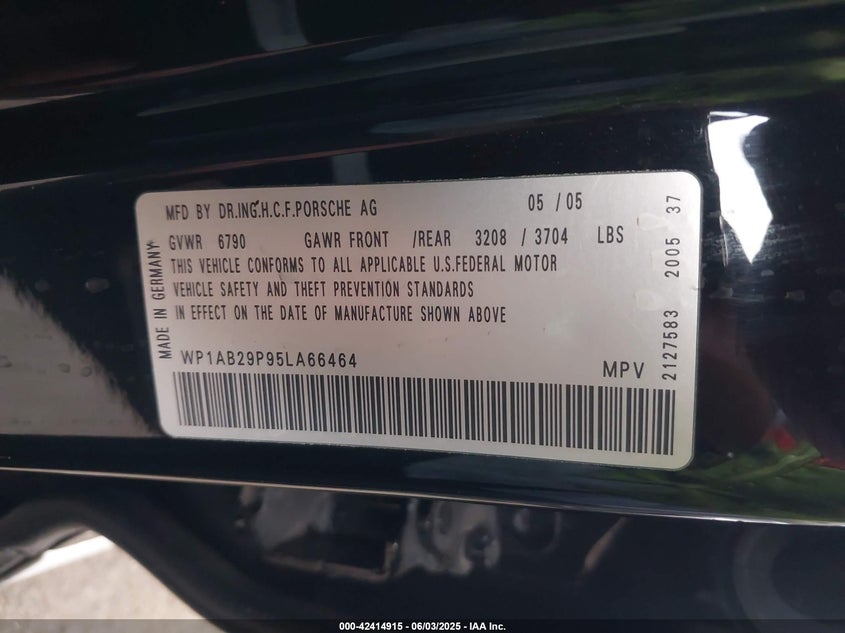 MFD BY DR.ING.H.C.F.PORSCHE AG 05 / 05
GVWR 6790 GAWR FRONT /REAR 3208 / 3704 LBS
THIS VEHICLE CONFORMS TO ALL APPLICABLE U.S.FEDERAL MOTOR
VEHICLE SAFETY AND THEFT PREVENTION STANDARDS
IN EFFECT ON THE DATE OF MANUFACTURE SHOWN ABOVE
WP1AB29P95LA66464 MPV
MADE IN GERMANY
2127583 2005 37
000-42414915 - 06/03/2025 - IAA Inc.